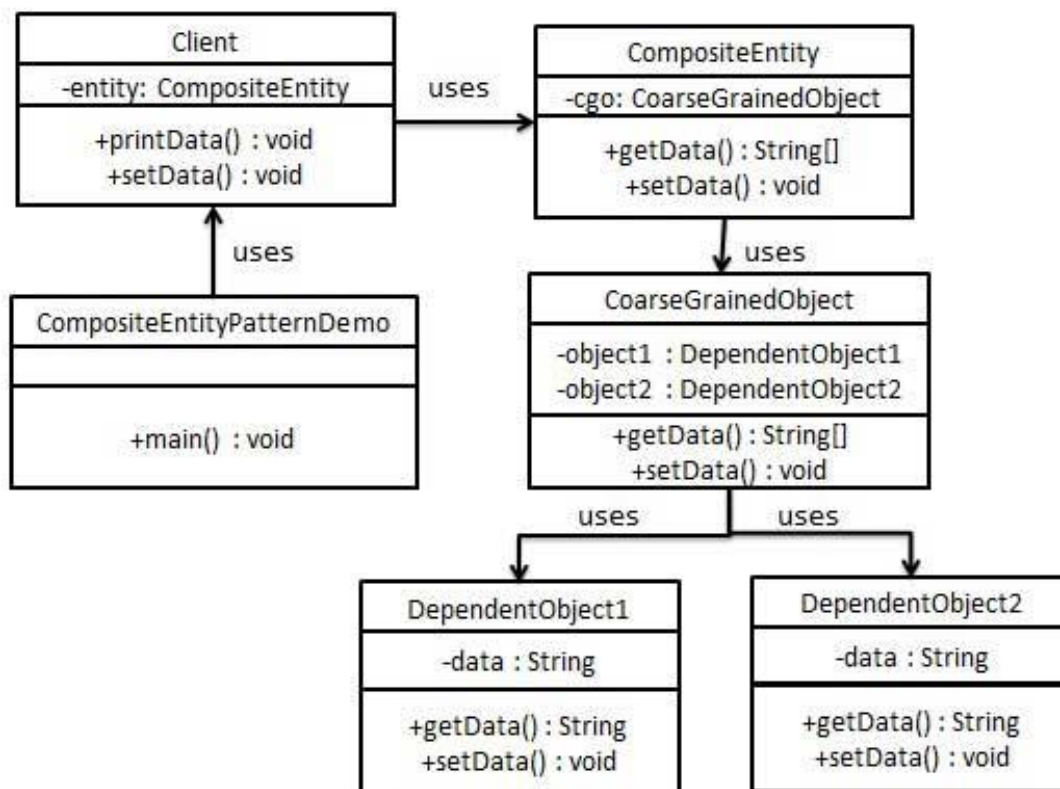 Client
-entity: CompositeEntity
+printData() : void
+setData() : void
uses
CompositeEntity
-cgo: CoarseGrainedObject
+getData() : String[]
+setData() : void
uses
uses
CompositeEntityPatternDemo
+main() : void
CoarseGrainedObject
-object1 : DependentObject1
-object2 : DependentObject2
+getData() : String[]
+setData() : void
uses
uses
DependentObject1
-data : String
+getData() : String
+setData() : void
DependentObject2
-data : String
+getData() : String
+setData() : void